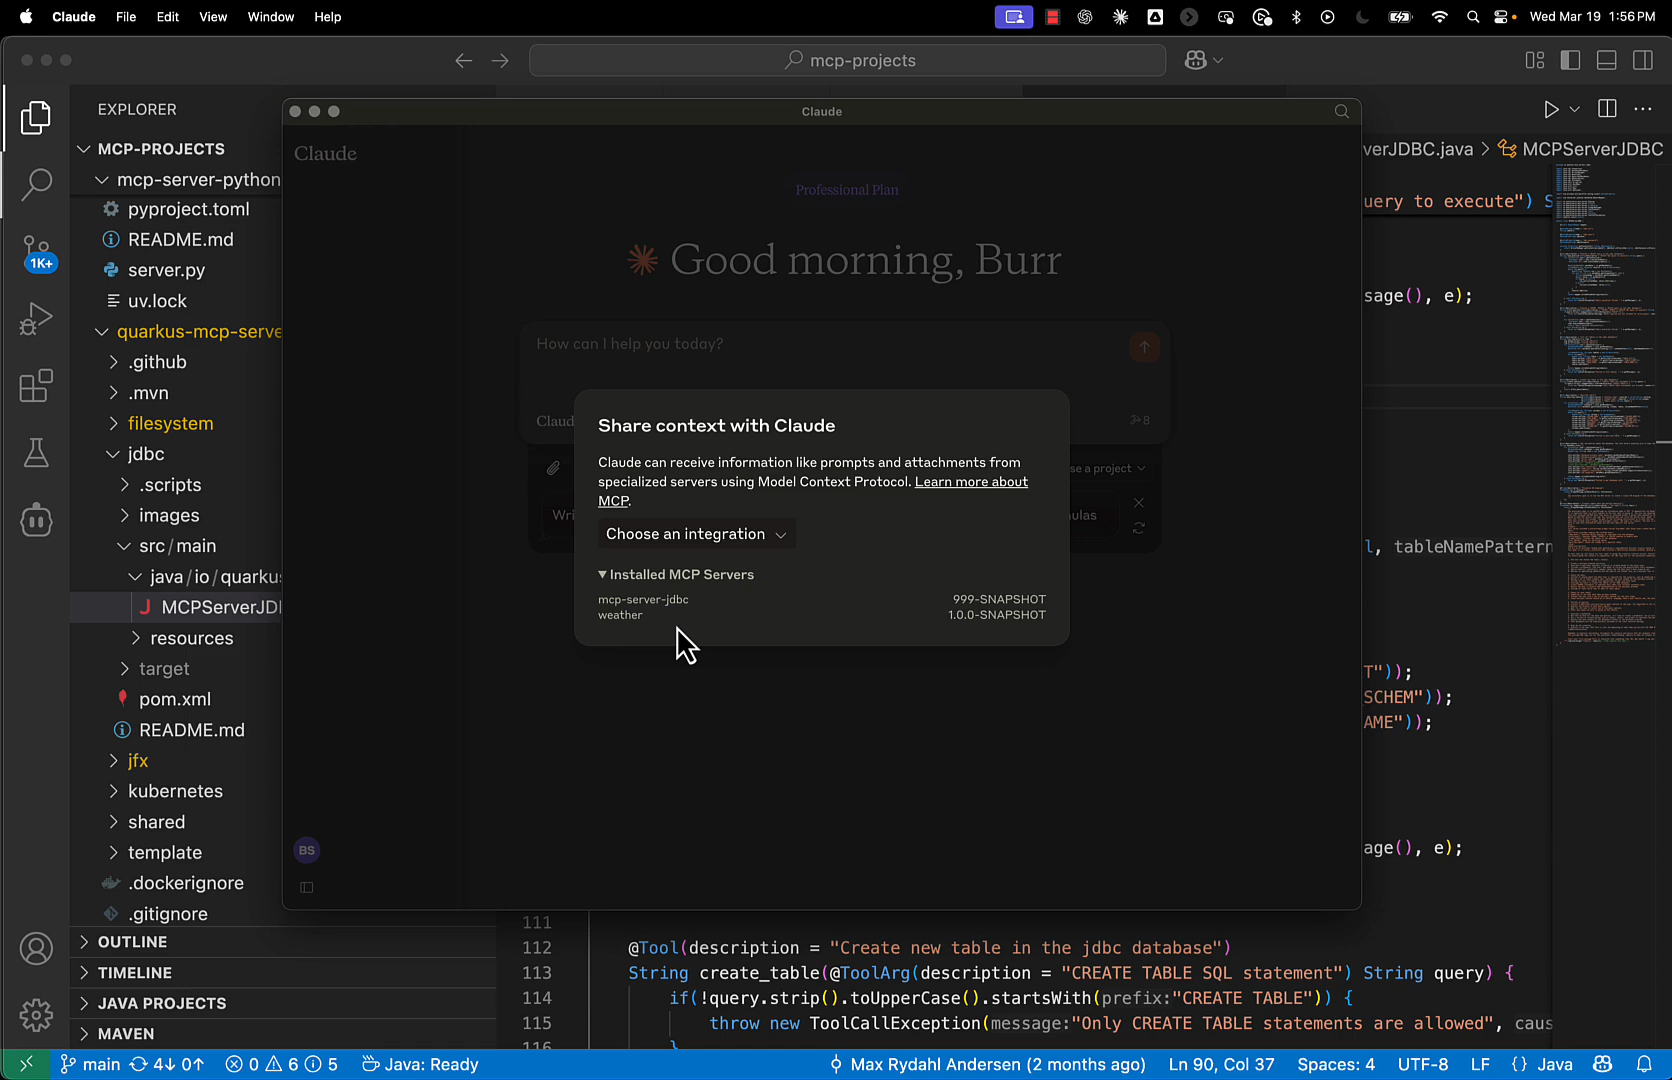 Claude File Edit View Window Help Wed Mar 19 1:56 PM
mcp-projects
EXPLORER
Claude
verJDBC.java > MCPServerJDBC
MCP-PROJECTS
Claude
mcp-server-python
Professional Plan
uery to execute") S
pyproject.toml
README.md
Good morning, Burr
server.py
1K+
sage(), e);
uv.lock
quarkus-mcp-serve
How can I help you today?
.github
.mvn
filesystem
Claud
8
Share context with Claude
jdbc
Claude can receive information like prompts and attachments from
specialized servers using Model Context Protocol. Learn more about
MCP.
se a project
.scripts
images
Wri
ulas
Choose an integration
src/main
l, tableNamePattern
java/io/quarku
Installed MCP Servers
mcp-server-jdbc 999-SNAPSHOT
weather 1.0.0-SNAPSHOT
J MCPServerJD
resources
target
T"));
pom.xml
SCHEM"));
README.md
AME"));
jfx
kubernetes
shared
template
age(), e);
BS
.dockerignore
.gitignore
111
OUTLINE
112 @Tool(description = "Create new table in the jdbc database")
TIMELINE
113 String create_table(@ToolArg(description = "CREATE TABLE SQL statement") String query) {
JAVA PROJECTS
114 if(!query.strip().toUpperCase().startsWith(prefix:"CREATE TABLE")) {
115 throw new ToolCallException(message:"Only CREATE TABLE statements are allowed", caus
MAVEN
116 }
main 4↓ 0↑ 0 6 5 Java: Ready Max Rydahl Andersen (2 months ago) Ln 90, Col 37 Spaces: 4 UTF-8 LF {} Java